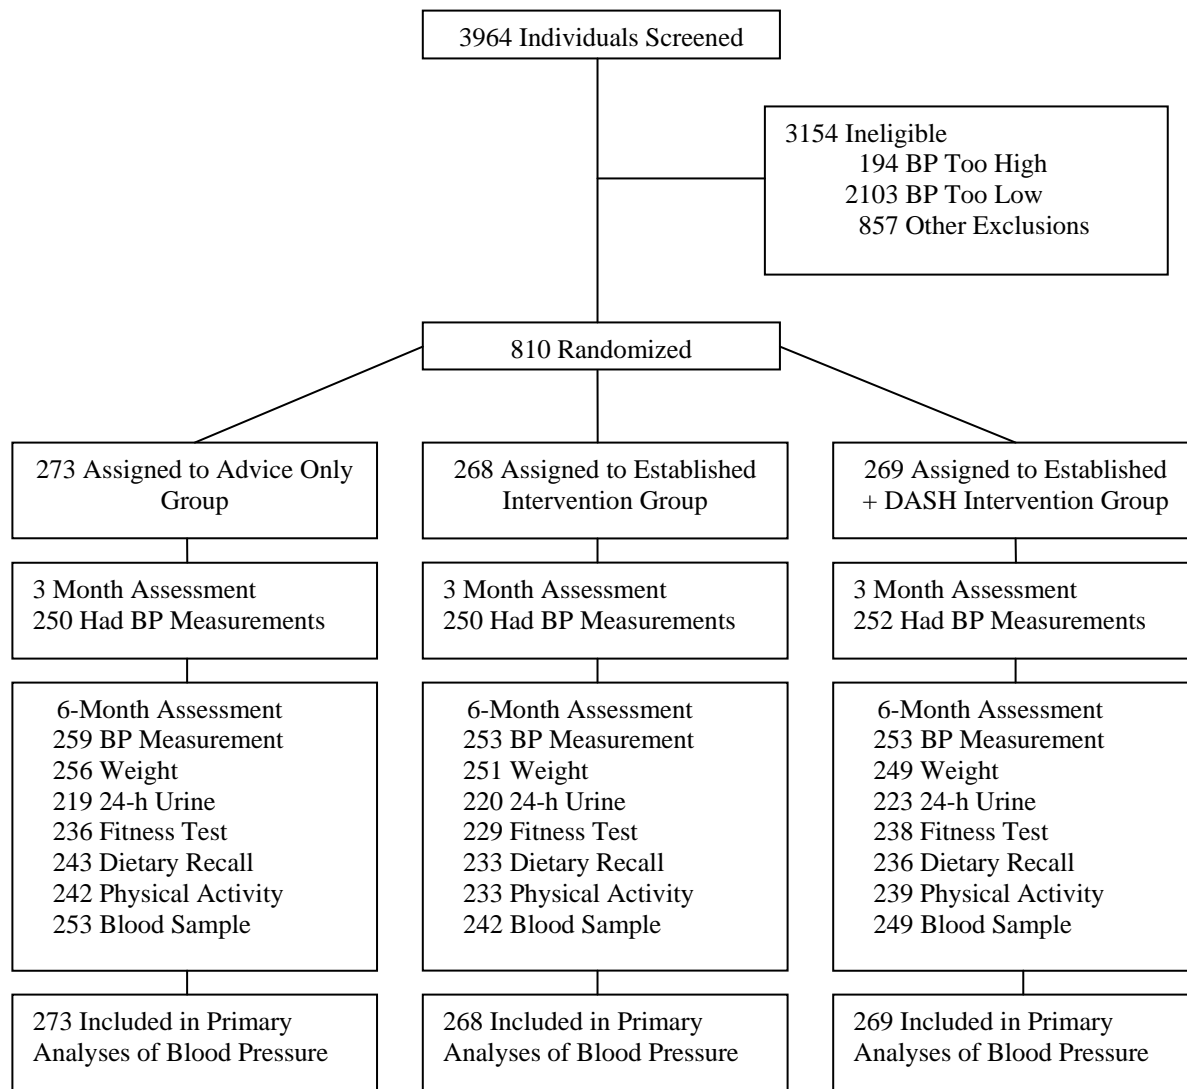 3964 Individuals Screened
3154 Ineligible
194 BP Too High
2103 BP Too Low
857 Other Exclusions
810 Randomized
273 Assigned to Advice Only
Group
268 Assigned to Established
Intervention Group
269 Assigned to Established
+ DASH Intervention Group
3 Month Assessment
250 Had BP Measurements
3 Month Assessment
250 Had BP Measurements
3 Month Assessment
252 Had BP Measurements
6-Month Assessment
259 BP Measurement
256 Weight
219 24-h Urine
236 Fitness Test
243 Dietary Recall
242 Physical Activity
253 Blood Sample
6-Month Assessment
253 BP Measurement
251 Weight
220 24-h Urine
229 Fitness Test
233 Dietary Recall
233 Physical Activity
242 Blood Sample
6-Month Assessment
253 BP Measurement
249 Weight
223 24-h Urine
238 Fitness Test
236 Dietary Recall
239 Physical Activity
249 Blood Sample
273 Included in Primary
Analyses of Blood Pressure
268 Included in Primary
Analyses of Blood Pressure
269 Included in Primary
Analyses of Blood Pressure